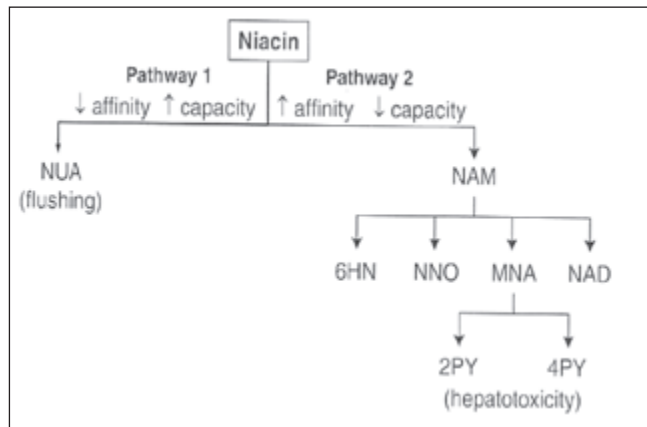 Niacin
Pathway 1 Pathway 2
↓ affinity ↑ capacity ↑ affinity ↓ capacity
NUA NAM
(flushing)
6HN NNO MNA NAD
2PY 4PY
(hepatotoxicity)